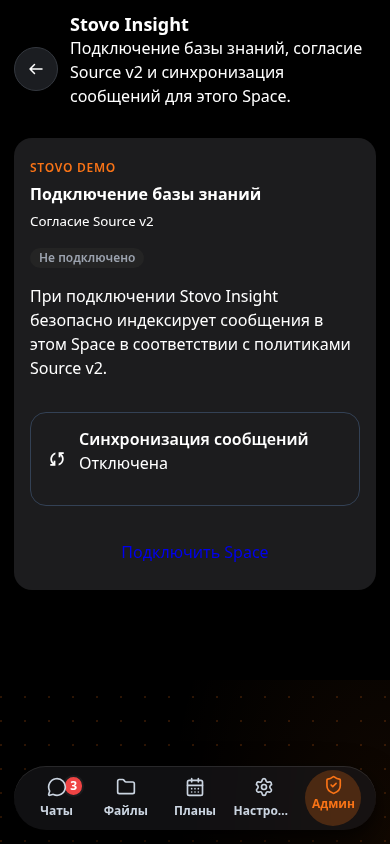 Stovo Insight
Подключение базы знаний, согласие
Source v2 и синхронизация
сообщений для этого Space.
STOVO DEMO
Подключение базы знаний
Согласие Source v2
Не подключено
При подключении Stovo Insight
безопасно индексирует сообщения в
этом Space в соответствии с политиками
Source v2.
Синхронизация сообщений
Отключена
Подключить Space
3
Чаты
Файлы
Планы
Настро...
Админ